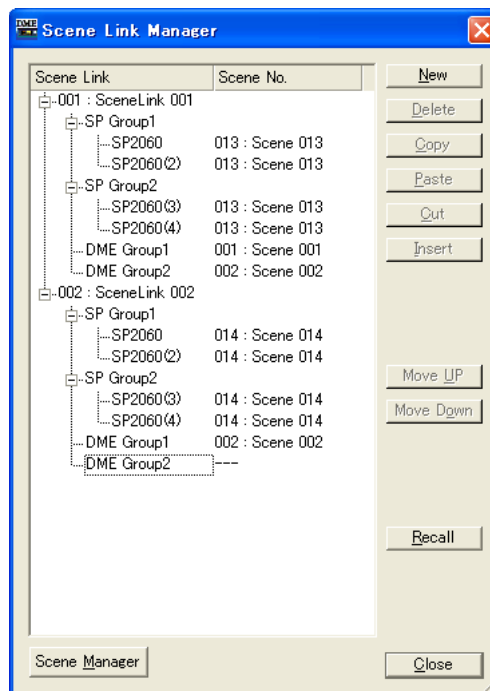 DME Scene Link Manager
Scene Link Scene No. New
001 : SceneLink 001
SP Group1 Delete
SP2060 013 : Scene 013 Copy
SP2060(2) 013 : Scene 013
SP Group2 Paste
SP2060(3) 013 : Scene 013
SP2060(4) 013 : Scene 013 Cut
DME Group1 001 : Scene 001 Insert
DME Group2 002 : Scene 002
002 : SceneLink 002
SP Group1
SP2060 014 : Scene 014
SP2060(2) 014 : Scene 014
SP Group2 Move UP
SP2060(3) 014 : Scene 014
SP2060(4) 014 : Scene 014 Move Down
DME Group1 002 : Scene 002
DME Group2 ---
Recall
Scene Manager Close